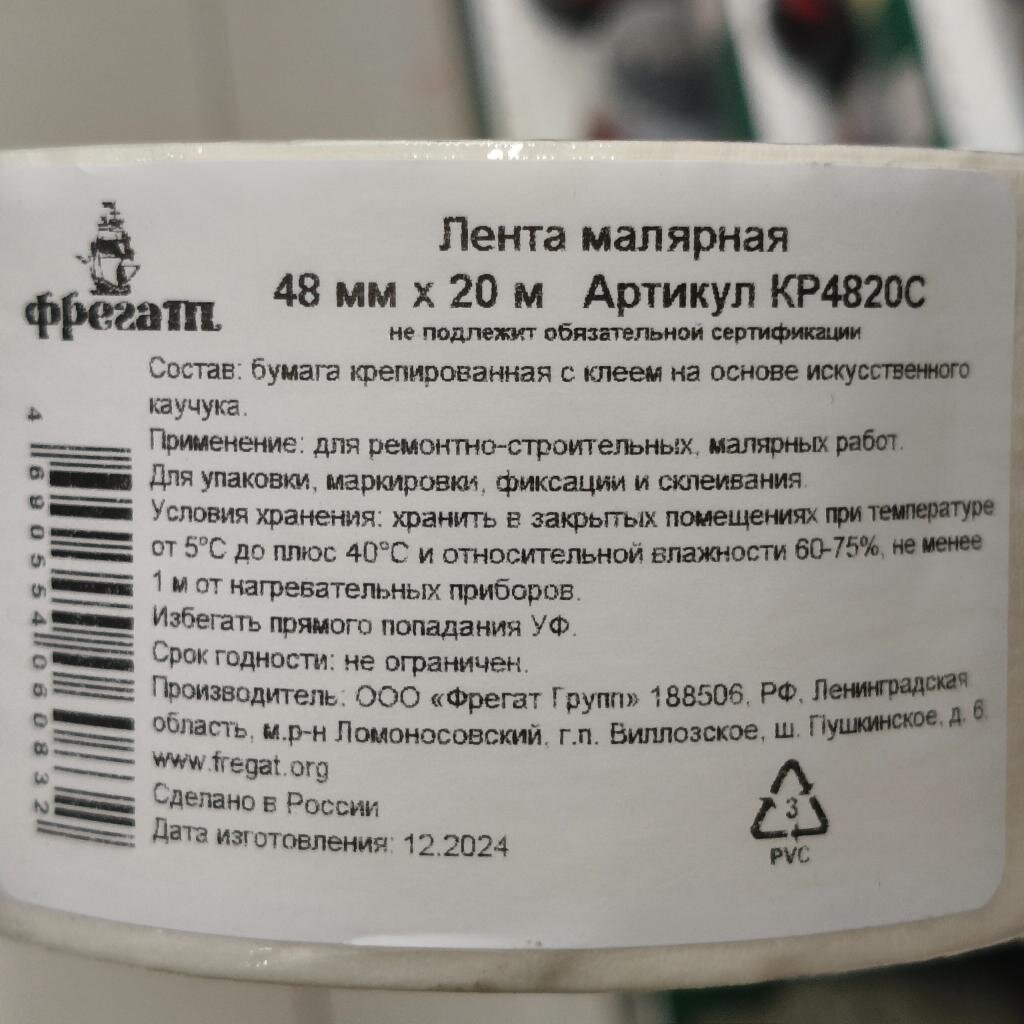 фрегат
Лента малярная
48 мм х 20 м Артикул КР4820С
не подлежит обязательной сертификации
Состав: бумага крепированная с клеем на основе искусственного
каучука.
Применение: для ремонтно-строительных, малярных работ.
Для упаковки, маркировки, фиксации и склеивания.
Условия хранения: хранить в закрытых помещениях при температуре
от 5°С до плюс 40°С и относительной влажности 60-75%, не менее
1 м от нагревательных приборов.
Избегать прямого попадания УФ.
Срок годности: не ограничен.
Производитель: ООО «Фрегат Групп» 188506, РФ, Ленинградская
область, м.р-н Ломоносовский, г.п. Виллозское, ш. Пушкинское, д. 6.
www.fregat.org
Сделано в России
Дата изготовления: 12.2024
3
PVC
4 690554 060832